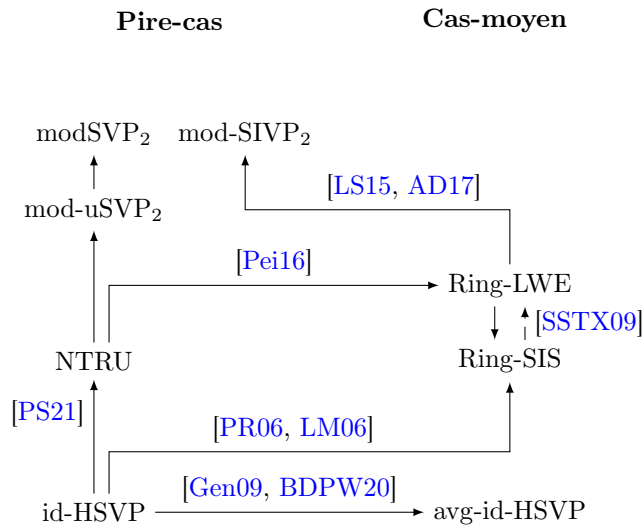 Pire-cas Cas-moyen
modSVP₂ mod-SIVP₂
[LS15, AD17]
mod-uSVP₂
[Pei16] Ring-LWE
[SSTX09]
NTRU Ring-SIS
[PS21] [PR06, LM06]
[Gen09, BDPW20]
id-HSVP avg-id-HSVP